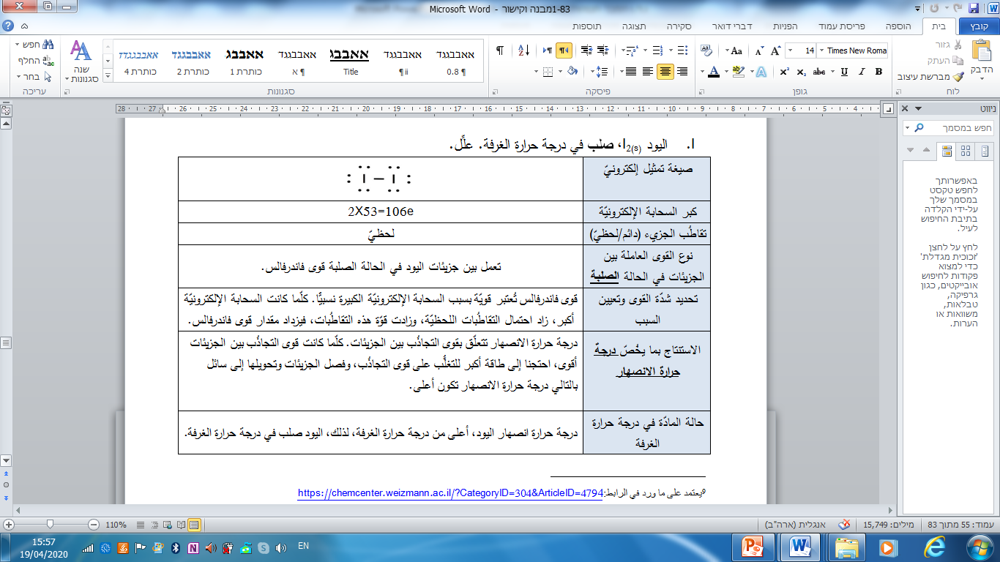 83-1מבנה וקישור - Microsoft Word
קובץ
בית
הוספה
פריסת עמוד
הפניות
דברי דואר
סקירה
תצוגה
תוספות
הדבק
גזור
העתק
מברשת עיצוב
לוח
Times New Roma
14
גופן
פיסקה
אאבבגגד
¶ 0.8
אאבבגגד
¶ ii
אאבבג
Title
אאבבגגד
¶ א
אאבבג
כותרת 1
אאבבגגד
כותרת 2
אאבבגגדד
כותרת 4
שנה סגנונות
סגנונות
חפש
החלף
בחר
עריכה
ניווט
חפש במסמך
באפשרותך
לחפש טקסט
במסמך שלך
על-ידי הקלדה
בתיבת החיפוש
לעיל.
לחץ על לחצן
'זכוכית מגדלת'
כדי למצוא
פקודות לחיפוש
אובייקטים, כגון
גרפיקה,
טבלאות,
משוואות או
הערות.
I. اليود I2(s)، صلب في درجة حرارة الغرفة. علِّل.
صيغة تمثيل إلكترونيّ
I – I
كبر السحابة الإلكترونيّة
2X53=106e
تقاطُب الجزيء (دائم/لحظيّ)
لحظيّ
نوع القوى العاملة بين
الجزيئات في الحالة الصلبة
تعمل بين جزيئات اليود في الحالة الصلبة قوى فاندرفالس.
تحديد شدّة القوى وتعيين
السبب
قوى فاندرفالس تُعتبر قويّة بسبب السحابة الإلكترونيّة الكبيرة نسبيًّا. كلّما كانت السحابة الإلكترونيّة
أكبر، زاد احتمال التقاطُبات اللحظيّة، وزادت قوّة هذه التقاطُبات، فيزداد مقدار قوى فاندرفالس.
الاستنتاج بما يخُصّ درجة
حرارة الانصهار
درجة حرارة الانصهار تتعلّق بقوى التجاذُب بين الجزيئات. كلّما كانت قوى التجاذُب بين الجزيئات
أقوى، احتجنا إلى طاقة أكبر للتغلُّب على قوى التجاذُب، وفصل الجزيئات وتحويلها إلى سائل
بالتالي درجة حرارة الانصهار تكون أعلى.
حالة المادّة في درجة حرارة
الغرفة
درجة حرارة انصهار اليود، أعلى من درجة حرارة الغرفة، لذلك، اليود صلب في درجة حرارة الغرفة.
9يعتمد على ما ورد في الرابط:https://chemcenter.weizmann.ac.il/?CategoryID=304&ArticleID=4794
עמוד: 55 מתוך 83
מילים: 15,749
אנגלית (ארה"ב)
110%
EN
15:57
19/04/2020